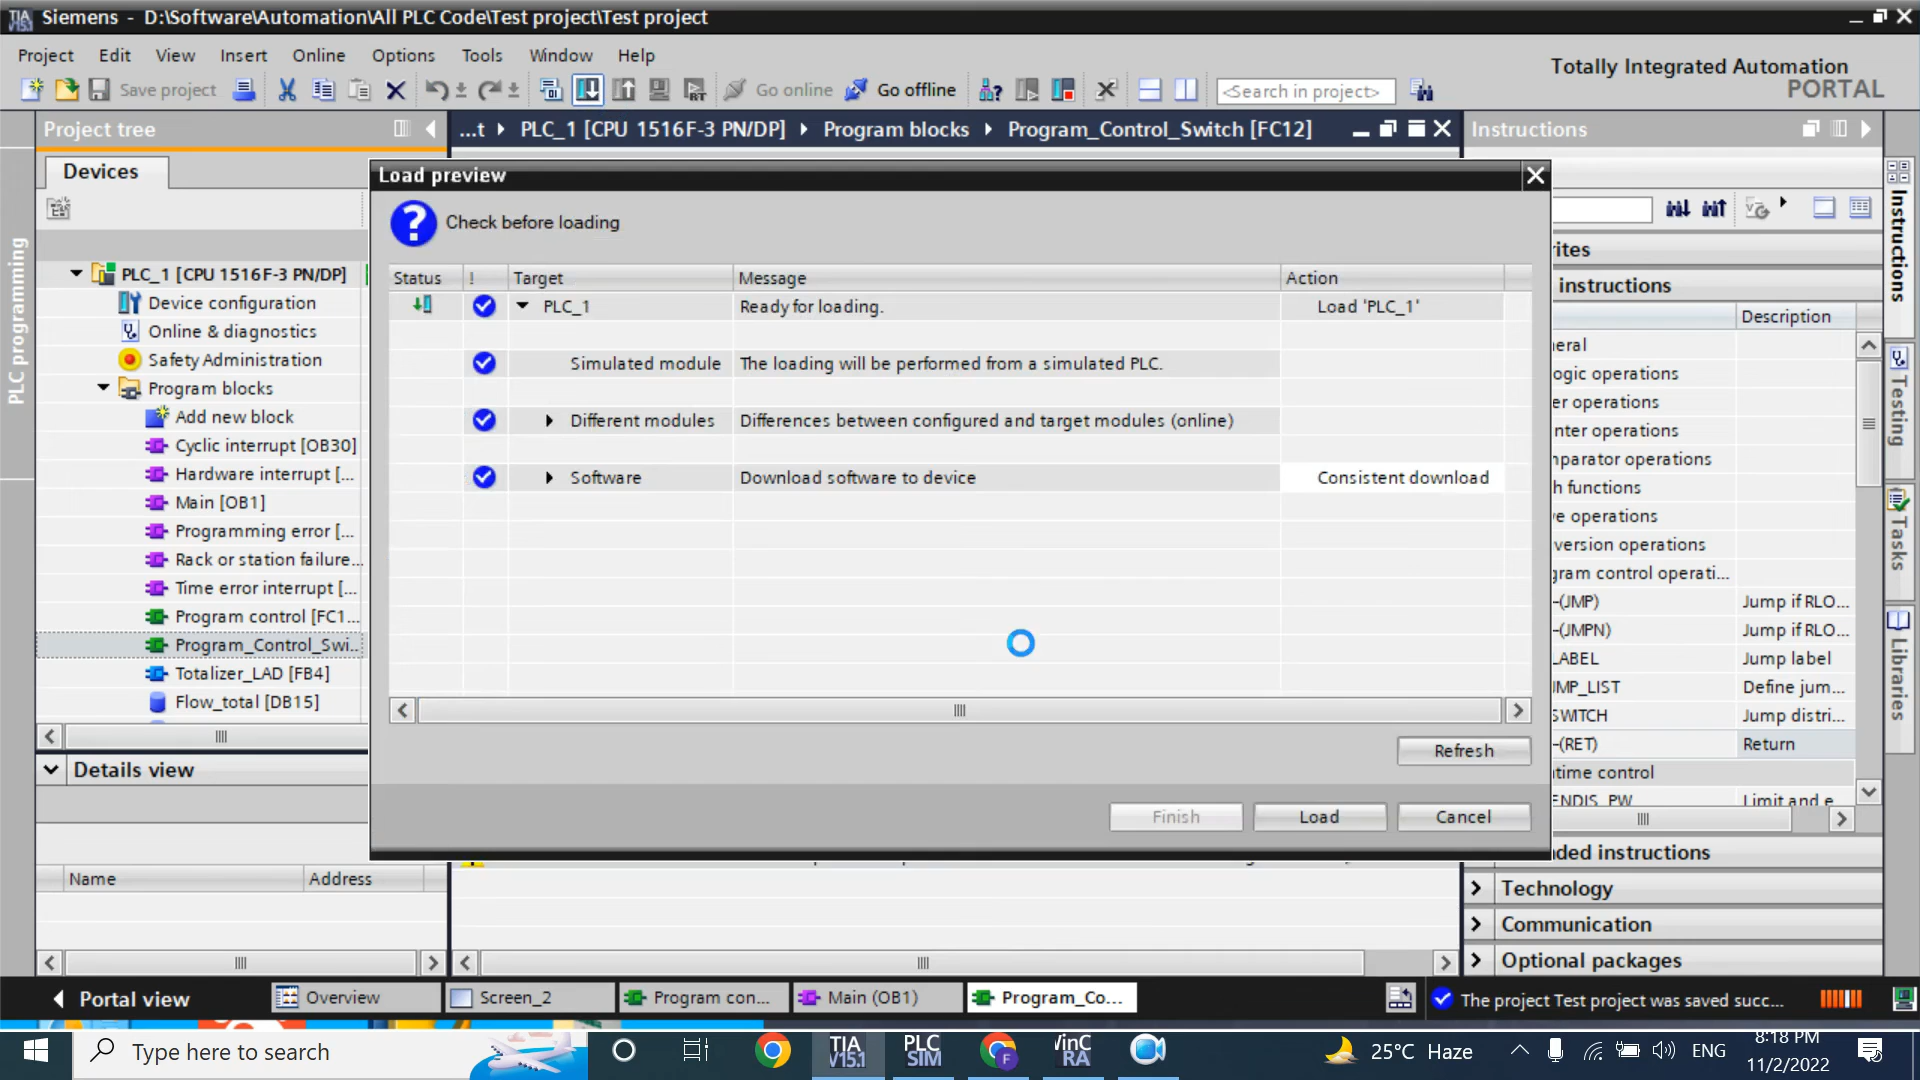 TIA
V15.1
Siemens - D:\Software\Automation\All PLC Code\Test project\Test project
Project Edit View Insert Online Options Tools Window Help
Totally Integrated Automation
PORTAL
Save project
Go online
Go offline
<Search in project>
Project tree
...t PLC_1 [CPU 1516F-3 PN/DP] Program blocks Program_Control_Switch [FC12]
Instructions
Devices
PLC programming
PLC_1 [CPU 1516F-3 PN/DP]
Device configuration
Online & diagnostics
Safety Administration
Program blocks
Add new block
Cyclic interrupt [OB30]
Hardware interrupt [...
Main [OB1]
Programming error [...
Rack or station failure...
Time error interrupt [...
Program control [FC1...
Program_Control_Swi...
Totalizer_LAD [FB4]
Flow_total [DB15]
Details view
Name Address
Load preview
Check before loading
Status ! Target Message Action
PLC_1 Ready for loading. Load 'PLC_1'
Simulated module The loading will be performed from a simulated PLC.
Different modules Differences between configured and target modules (online)
Software Download software to device Consistent download
Refresh
Finish Load Cancel
rites
instructions
Description
eral
ogic operations
er operations
nter operations
nparator operations
h functions
ve operations
version operations
gram control operati...
-(JMP) Jump if RLO...
-(JMPN) Jump if RLO...
LABEL Jump label
JMP_LIST Define jum...
SWITCH Jump distri...
-(RET) Return
time control
ENDIS_PW Limit and e
ded instructions
Technology
Communication
Optional packages
Instructions
Testing
Tasks
Libraries
Portal view
Overview
Screen_2
Program con...
Main (OB1)
Program_Co...
The project Test project was saved succ...
Type here to search
TIA
V15.1
PLC
SIM
F
WinC
RA
25°C Haze
ENG
8:18 PM
11/2/2022